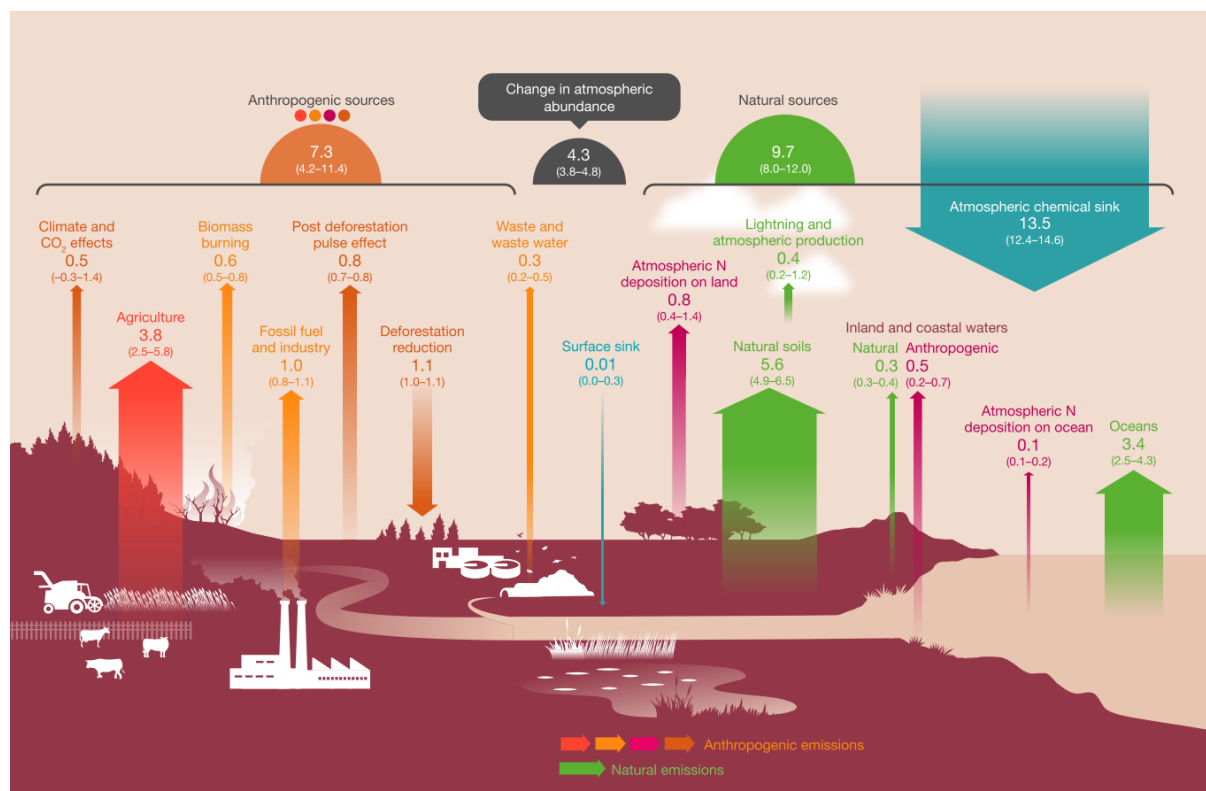 Anthropogenic sources
7.3
(4.2–11.4)
Change in atmospheric
abundance
4.3
(3.8–4.8)
Natural sources
9.7
(8.0–12.0)
Atmospheric chemical sink
13.5
(12.4–14.6)
Climate and
CO₂ effects
0.5
(–0.3–1.4)
Agriculture
3.8
(2.5–5.8)
Biomass
burning
0.6
(0.5–0.8)
Fossil fuel
and industry
1.0
(0.8–1.1)
Post deforestation
pulse effect
0.8
(0.7–0.8)
Deforestation
reduction
1.1
(1.0–1.1)
Waste and
waste water
0.3
(0.2–0.5)
Surface sink
0.01
(0.0–0.3)
Atmospheric N
deposition on land
0.8
(0.4–1.4)
Lightning and
atmospheric production
0.4
(0.2–1.2)
Natural soils
5.6
(4.9–6.5)
Inland and coastal waters
Natural
0.3
(0.3–0.4)
Anthropogenic
0.5
(0.2–0.7)
Atmospheric N
deposition on ocean
0.1
(0.1–0.2)
Oceans
3.4
(2.5–4.3)
Anthropogenic emissions
Natural emissions